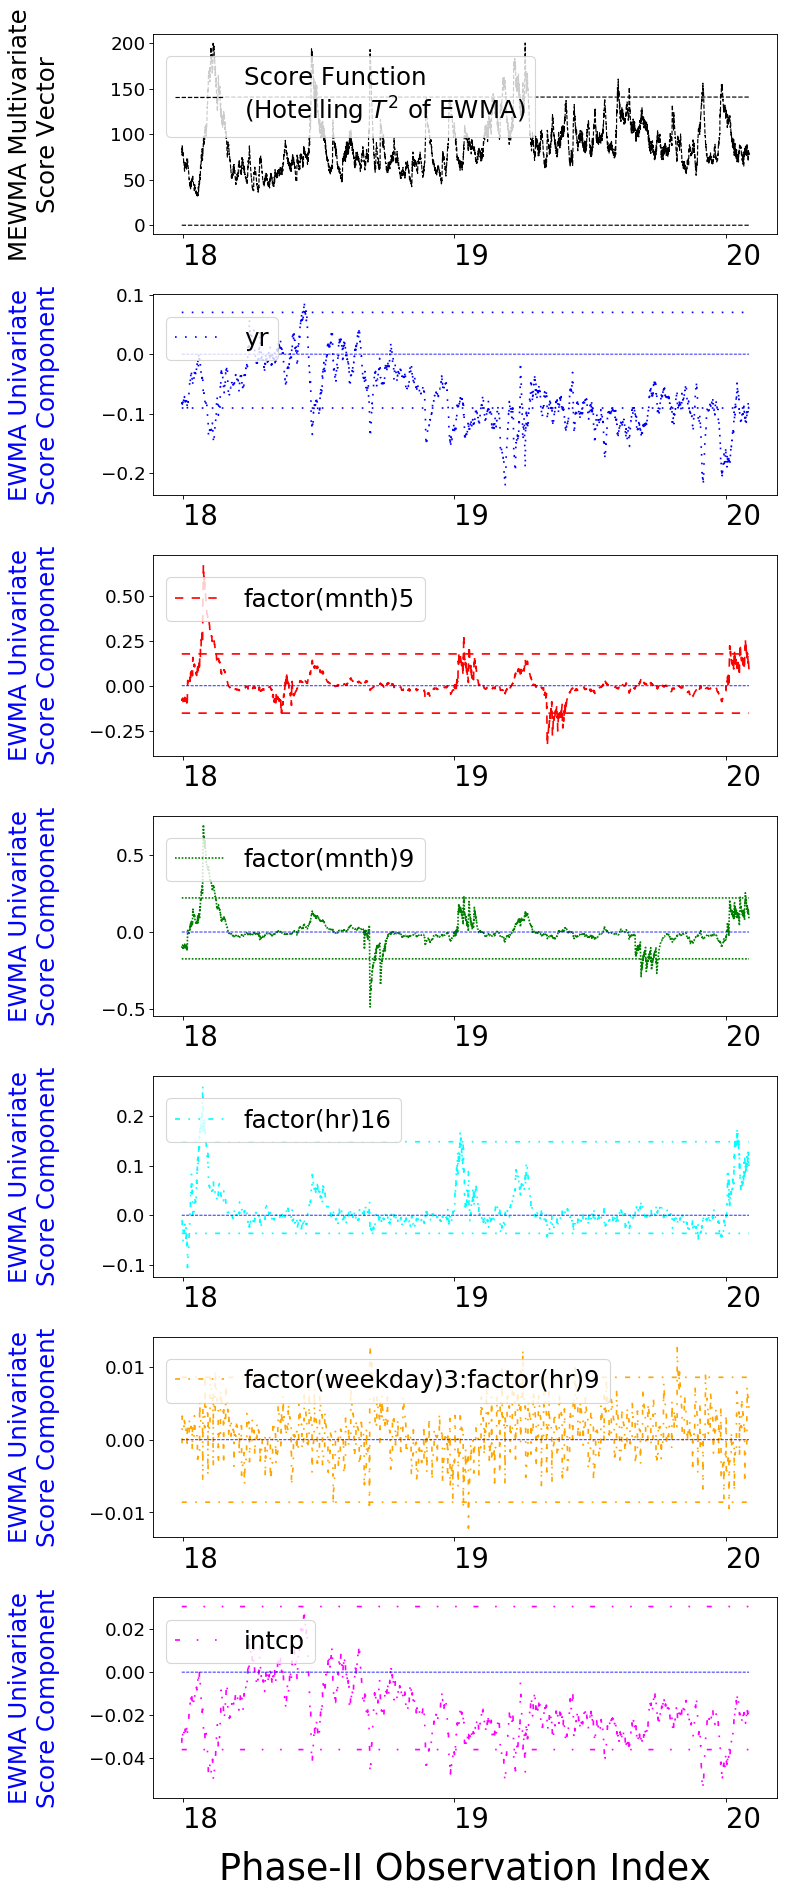 MEWMA Multivariate
Score Vector
200
150
100
50
0
Score Function
(Hotelling T² of EWMA)
18
19
20
EWMA Univariate
Score Component
0.1
0.0
−0.1
−0.2
yr
18
19
20
EWMA Univariate
Score Component
0.50
0.25
0.00
−0.25
factor(mnth)5
18
19
20
EWMA Univariate
Score Component
0.5
0.0
−0.5
factor(mnth)9
18
19
20
EWMA Univariate
Score Component
0.2
0.1
0.0
−0.1
factor(hr)16
18
19
20
EWMA Univariate
Score Component
0.01
0.00
−0.01
factor(weekday)3:factor(hr)9
18
19
20
EWMA Univariate
Score Component
0.02
0.00
−0.02
−0.04
intcp
18
19
20
Phase-II Observation Index